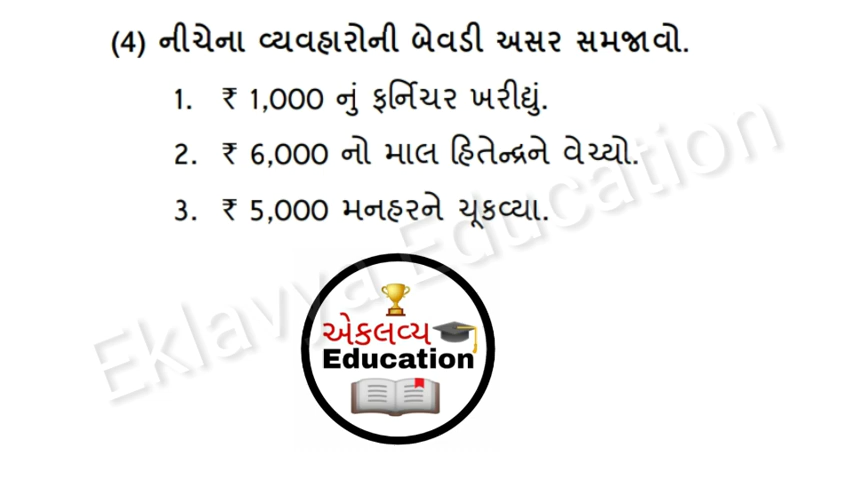 (4) નીચેના વ્યવહારોની બેવડી અસર સમજાવો.
1. ₹ 1,000 નું ફર્નિચર ખરીદ્યું.
2. ₹ 6,000 નો માલ હિતેન્દ્રને વેચ્યો.
3. ₹ 5,000 મનહરને ચૂકવ્યા.
Eklavya Education
એકલવ્ય
Education